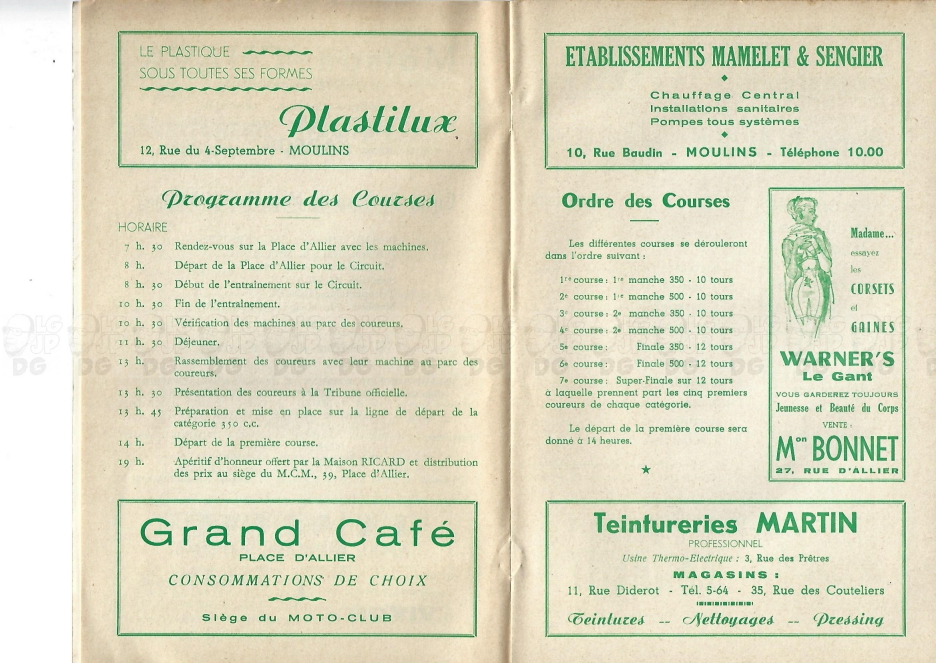 LE PLASTIQUE
SOUS TOUTES SES FORMES
Plastilux
12, Rue du 4-Septembre - MOULINS
Programme des Courses
HORAIRE
7 h. 30 Rendez-vous sur la Place d'Allier avec les machines.
8 h. Départ de la Place d'Allier pour le Circuit.
8 h. 30 Début de l'entraînement sur le Circuit.
10 h. 30 Fin de l'entraînement.
10 h. 30 Vérification des machines au parc des coureurs.
11 h. 30 Déjeuner.
13 h. Rassemblement des coureurs avec leur machine au parc des
coureurs.
13 h. 30 Présentation des coureurs à la Tribune officielle.
13 h. 45 Préparation et mise en place sur la ligne de départ de la
catégorie 350 c.c.
14 h. Départ de la première course.
19 h. Apéritif d'honneur offert par la Maison RICARD et distribution
des prix au siège du M.C.M., 39, Place d'Allier.
Grand Café
PLACE D'ALLIER
CONSOMMATIONS DE CHOIX
Siège du MOTO-CLUB
ETABLISSEMENTS MAMELET & SENGIER
Chauffage Central
Installations sanitaires
Pompes tous systèmes
10, Rue Baudin - MOULINS - Téléphone 10.00
Ordre des Courses
Les différentes courses se dérouleront
dans l'ordre suivant :
1re course : 1re manche 350 - 10 tours
2e course : 1re manche 500 - 10 tours
3e course : 2e manche 350 - 10 tours
4e course : 2e manche 500 - 10 tours
5e course : Finale 350 - 12 tours
6e course : Finale 500 - 12 tours
7e course : Super-Finale sur 12 tours
à laquelle prennent part les cinq premiers
coureurs de chaque catégorie.
Le départ de la première course sera
donné à 14 heures.
Madame...
essayez
les
CORSETS
et
GAINES
WARNER'S
Le Gant
VOUS GARDEREZ TOUJOURS
Jeunesse et Beauté du Corps
VENTE :
Mon BONNET
27, RUE D'ALLIER
Teintureries MARTIN
PROFESSIONNEL
Usine Thermo-Electrique : 3, Rue des Prêtres
MAGASINS :
11, Rue Diderot - Tél. 5-64 - 35, Rue des Couteliers
Teintures -- Nettoyages -- Pressing